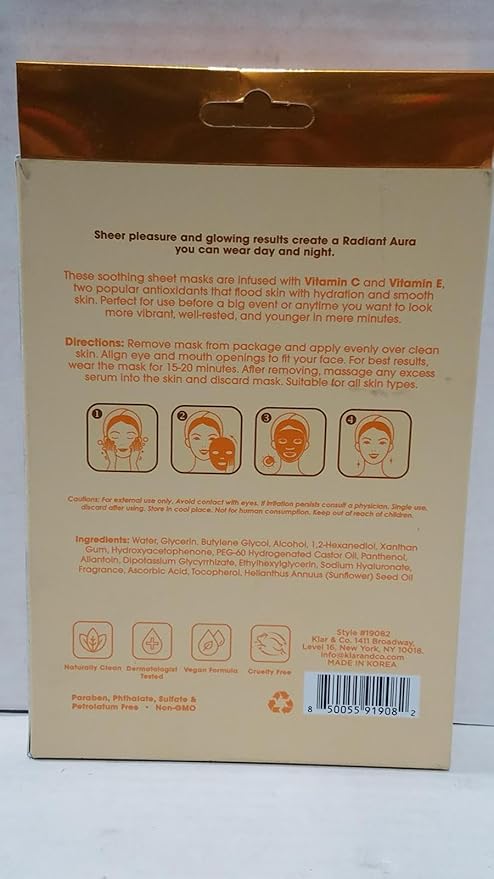 Sheer pleasure and glowing results create a Radiant Aura
you can wear day and night.
These soothing sheet masks are infused with Vitamin C and Vitamin E,
two popular antioxidants that flood skin with hydration and smooth
skin. Perfect for use before a big event or anytime you want to look
more vibrant, well-rested, and younger in mere minutes.
Directions: Remove mask from package and apply evenly over clean
skin. Align eye and mouth openings to fit your face. For best results,
wear the mask for 15-20 minutes. After removing, massage any excess
serum into the skin and discard mask. Suitable for all skin types.
1 2 3 4
Cautions: For external use only. Avoid contact with eyes. If irritation persists consult a physician. Single use,
discard after using. Store in cool place. Not for human consumption. Keep out of reach of children.
Ingredients: Water, Glycerin, Butylene Glycol, Alcohol, 1,2-Hexanediol, Xanthan
Gum, Hydroxyacetophenone, PEG-60 Hydrogenated Castor Oil, Panthenol,
Allantoin, Dipotassium Glycyrrhizate, Ethylhexylglycerin, Sodium Hyaluronate,
Fragrance, Ascorbic Acid, Tocopherol, Helianthus Annuus (Sunflower) Seed Oil
Naturally Clean
Dermatologist
Tested
Vegan Formula
Cruelty Free
Paraben, Phthalate, Sulfate &
Petrolatum Free • Non-GMO
Style #19082
Klar & Co. 1411 Broadway,
Level 16, New York, NY 10018.
info@klarandco.com
MADE IN KOREA
8 50055 91908 2